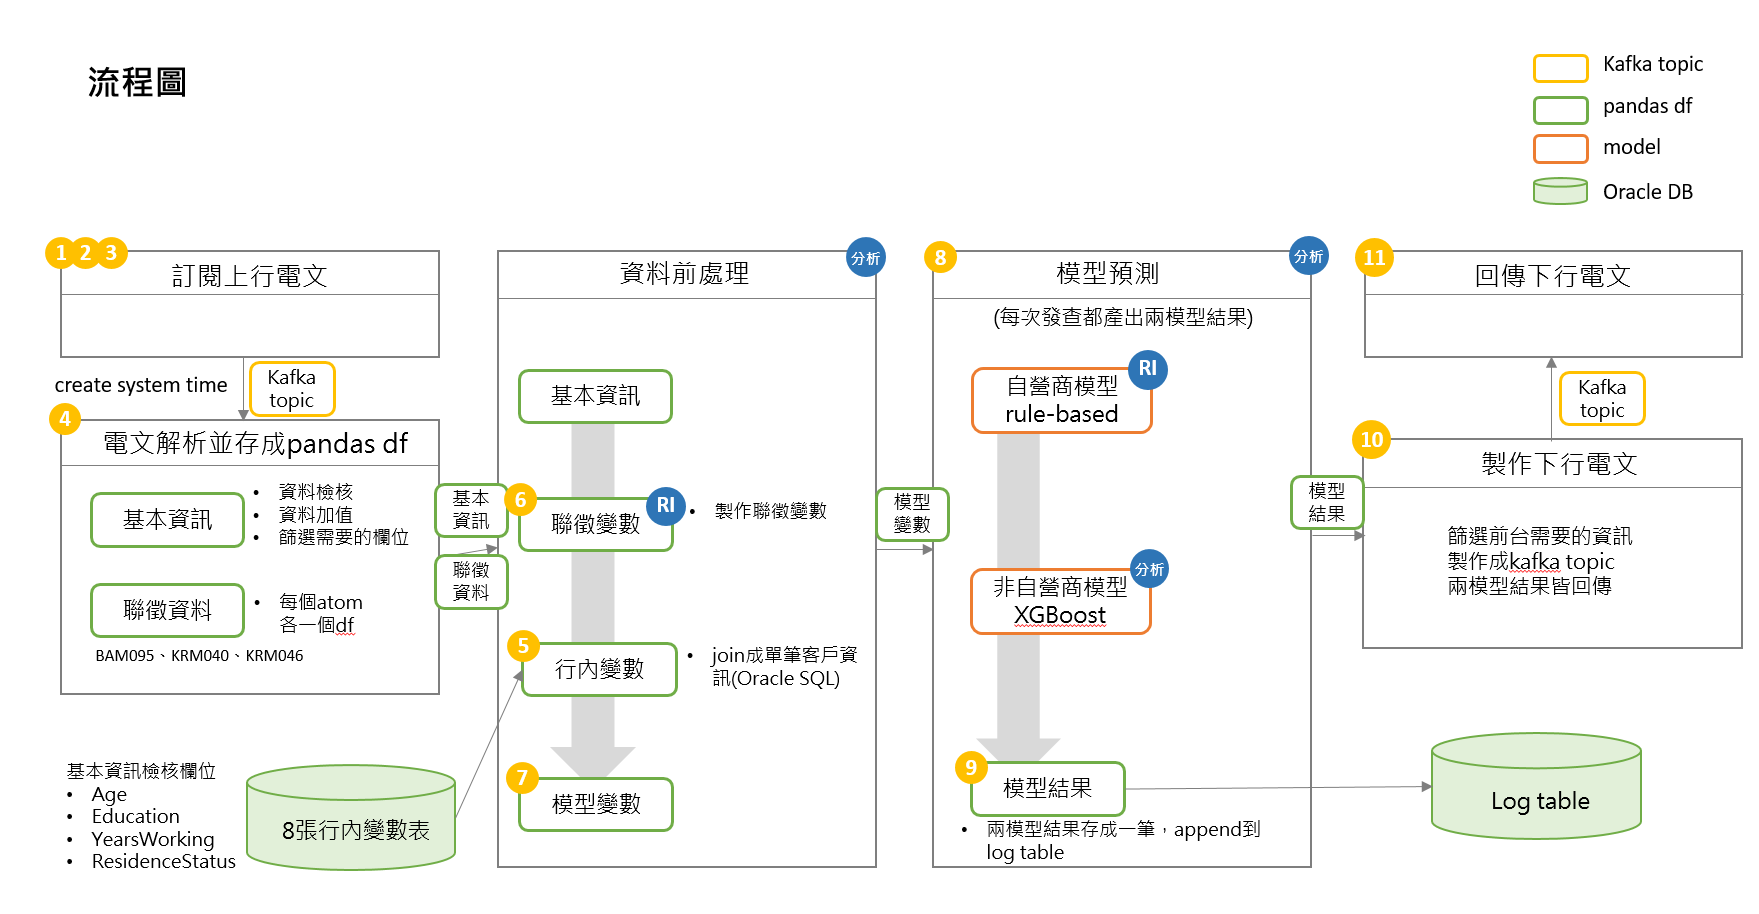 流程圖
Kafka topic
pandas df
model
Oracle DB
1 2 3
訂閱上行電文
create system time
Kafka
topic
4
電文解析並存成pandas df
基本資訊
• 資料檢核
• 資料加值
• 篩選需要的欄位
聯徵資料
• 每個atom
各一個df
BAM095、KRM040、KRM046
基本資訊檢核欄位
• Age
• Education
• YearsWorking
• ResidenceStatus
8張行內變數表
基本
資訊
聯徵
資料
分析
資料前處理
基本資訊
6
聯徵變數
RI
• 製作聯徵變數
5
行內變數
• join成單筆客戶資
訊(Oracle SQL)
7
模型變數
模型
變數
8
分析
模型預測
(每次發查都產出兩模型結果)
RI
自營商模型
rule-based
分析
非自營商模型
XGBoost
9
模型結果
• 兩模型結果存成一筆，append到
log table
模型
結果
11
回傳下行電文
Kafka
topic
10
製作下行電文
篩選前台需要的資訊
製作成kafka topic
兩模型結果皆回傳
Log table